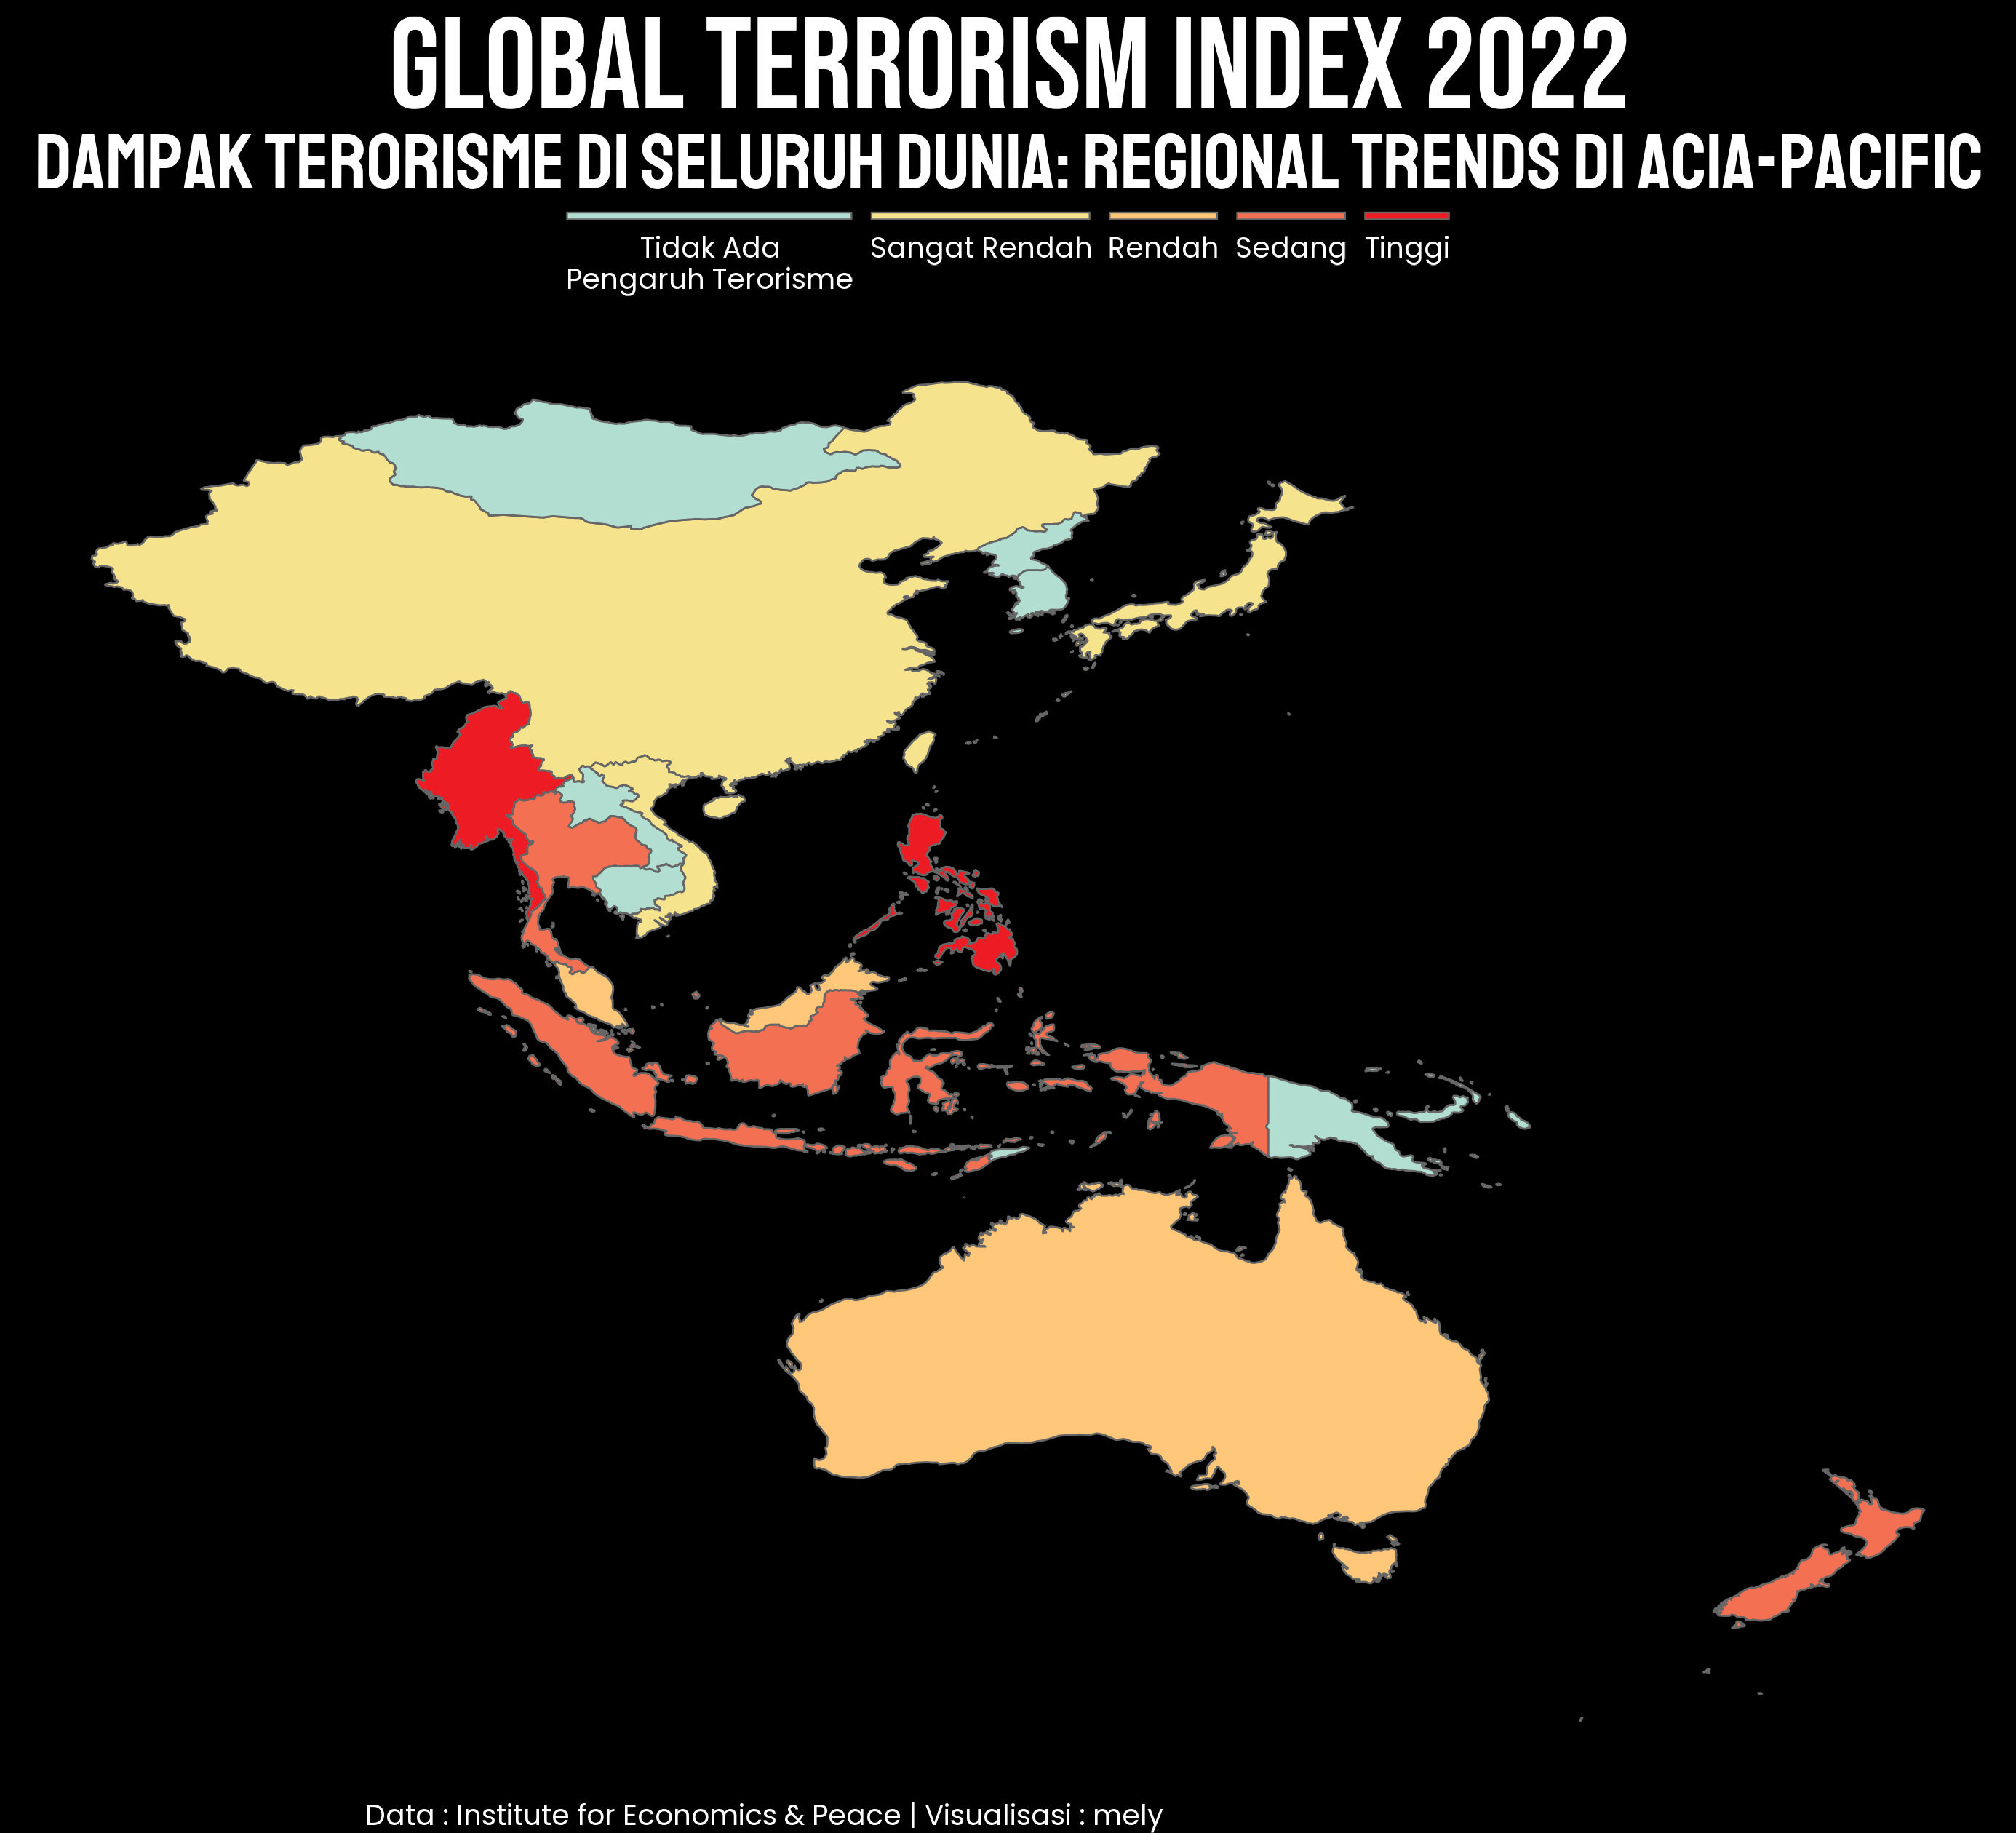 GLOBAL TERRORISM INDEX 2022
DAMPAK TERORISME DI SELURUH DUNIA: REGIONAL TRENDS DI ACIA-PACIFIC
Tidak Ada
Pengaruh Terorisme
Sangat Rendah
Rendah
Sedang
Tinggi
Data : Institute for Economics & Peace | Visualisasi : mely